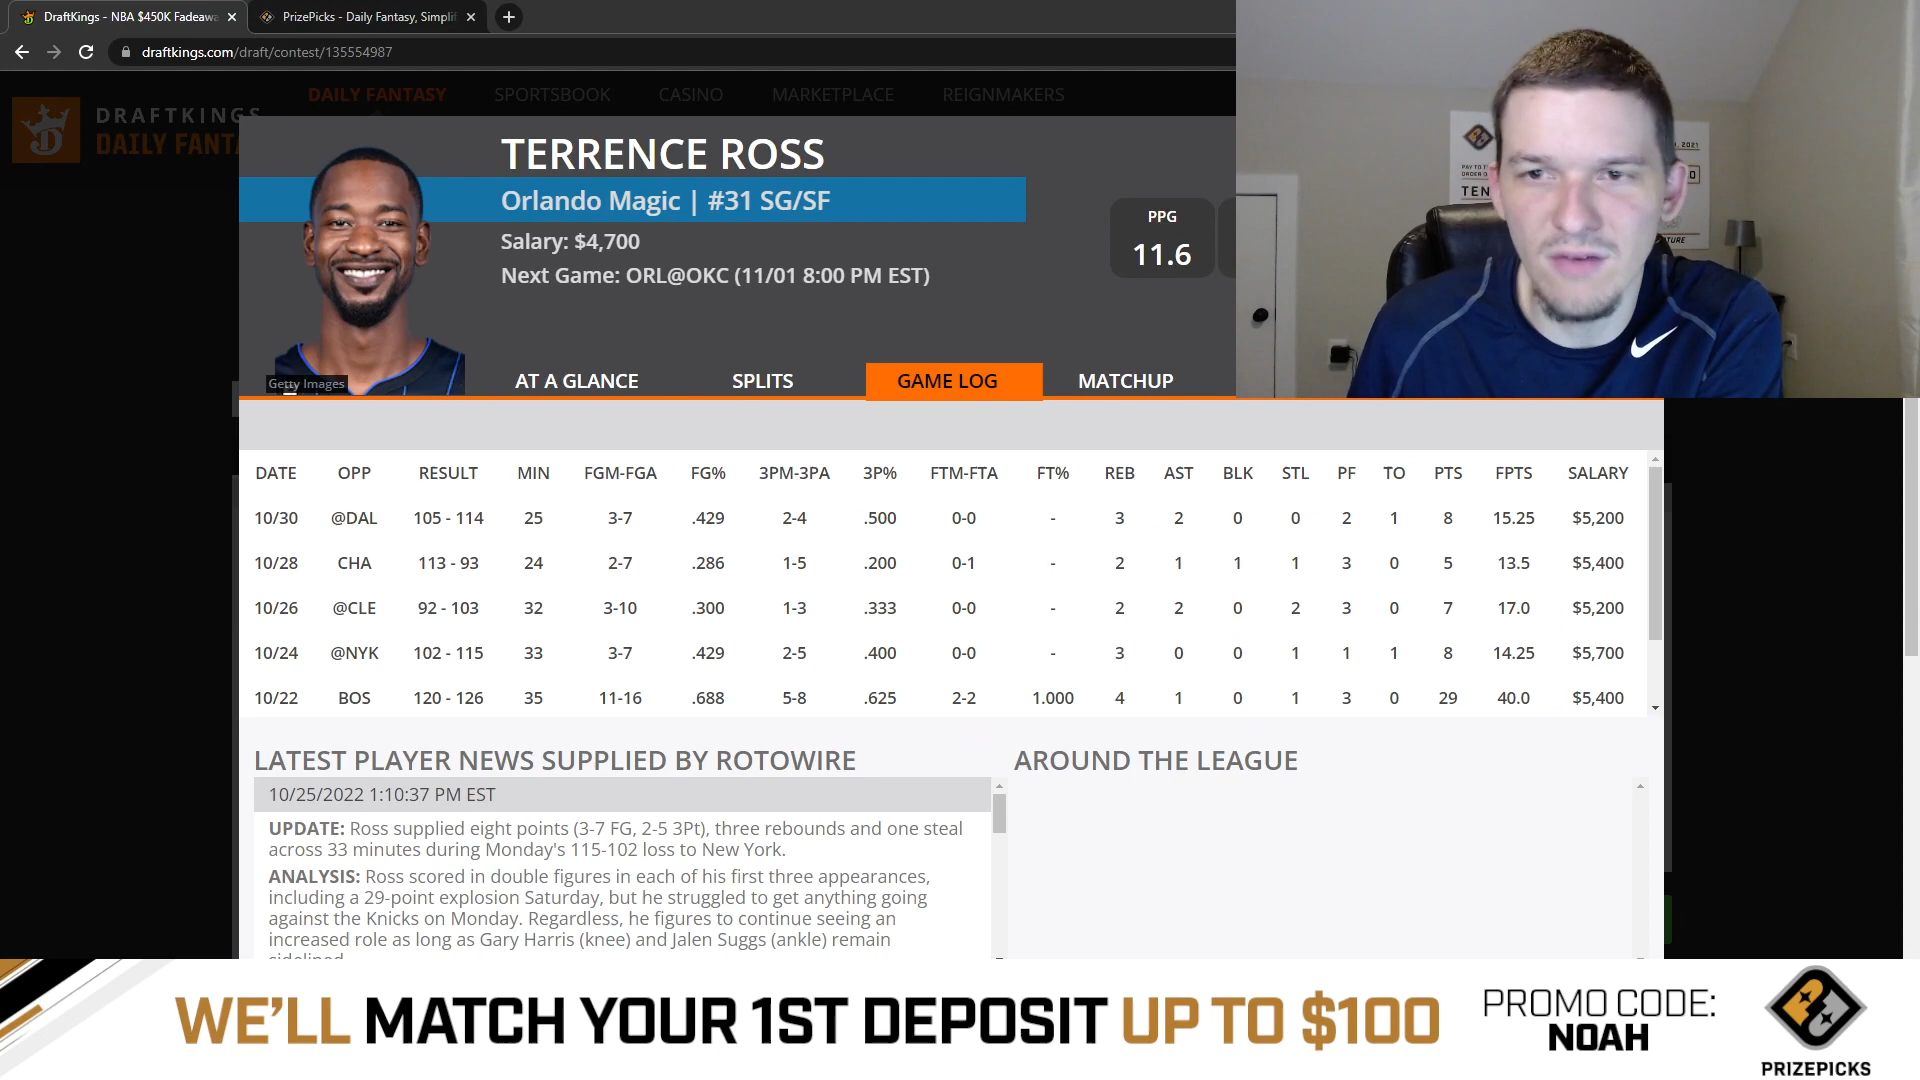 DraftKings - NBA $450K Fadeawa
PrizePicks - Daily Fantasy, Simplif
draftkings.com/draft/contest/135554987
DRAFTKINGS
DAILY FANTA
DAILY FANTASY SPORTSBOOK CASINO MARKETPLACE REIGNMAKERS
TERRENCE ROSS
Orlando Magic | #31 SG/SF
Salary: $4,700
Next Game: ORL@OKC (11/01 8:00 PM EST)
PPG
11.6
Getty Images
AT A GLANCE SPLITS GAME LOG MATCHUP
DATE OPP RESULT MIN FGM-FGA FG% 3PM-3PA 3P% FTM-FTA FT% REB AST BLK STL PF TO PTS FPTS SALARY
10/30 @DAL 105 - 114 25 3-7 .429 2-4 .500 0-0 - 3 2 0 0 2 1 8 15.25 $5,200
10/28 CHA 113 - 93 24 2-7 .286 1-5 .200 0-1 - 2 1 1 1 3 0 5 13.5 $5,400
10/26 @CLE 92 - 103 32 3-10 .300 1-3 .333 0-0 - 2 2 0 2 3 0 7 17.0 $5,200
10/24 @NYK 102 - 115 33 3-7 .429 2-5 .400 0-0 - 3 0 0 1 1 1 8 14.25 $5,700
10/22 BOS 120 - 126 35 11-16 .688 5-8 .625 2-2 1.000 4 1 0 1 3 0 29 40.0 $5,400
LATEST PLAYER NEWS SUPPLIED BY ROTOWIRE
10/25/2022 1:10:37 PM EST
UPDATE: Ross supplied eight points (3-7 FG, 2-5 3Pt), three rebounds and one steal
across 33 minutes during Monday's 115-102 loss to New York.
ANALYSIS: Ross scored in double figures in each of his first three appearances,
including a 29-point explosion Saturday, but he struggled to get anything going
against the Knicks on Monday. Regardless, he figures to continue seeing an
increased role as long as Gary Harris (knee) and Jalen Suggs (ankle) remain
sidelined.
AROUND THE LEAGUE
WE'LL MATCH YOUR 1ST DEPOSIT UP TO $100
PROMO CODE:
NOAH
PRIZEPICKS